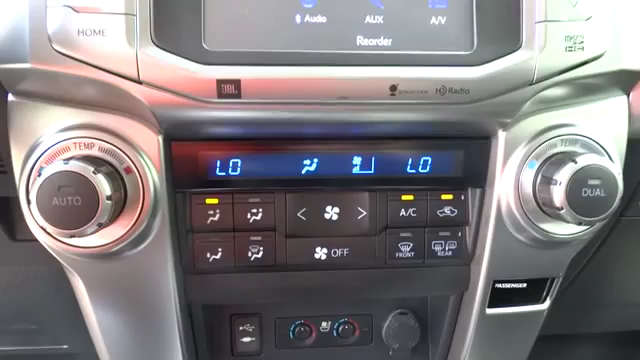 Audio
AUX
A/V
HOME
Reorder
JBL
HD Radio
TEMP
TEMP
LO
LO
AUTO
DUAL
A/C
OFF
FRONT
REAR
PASSENGER